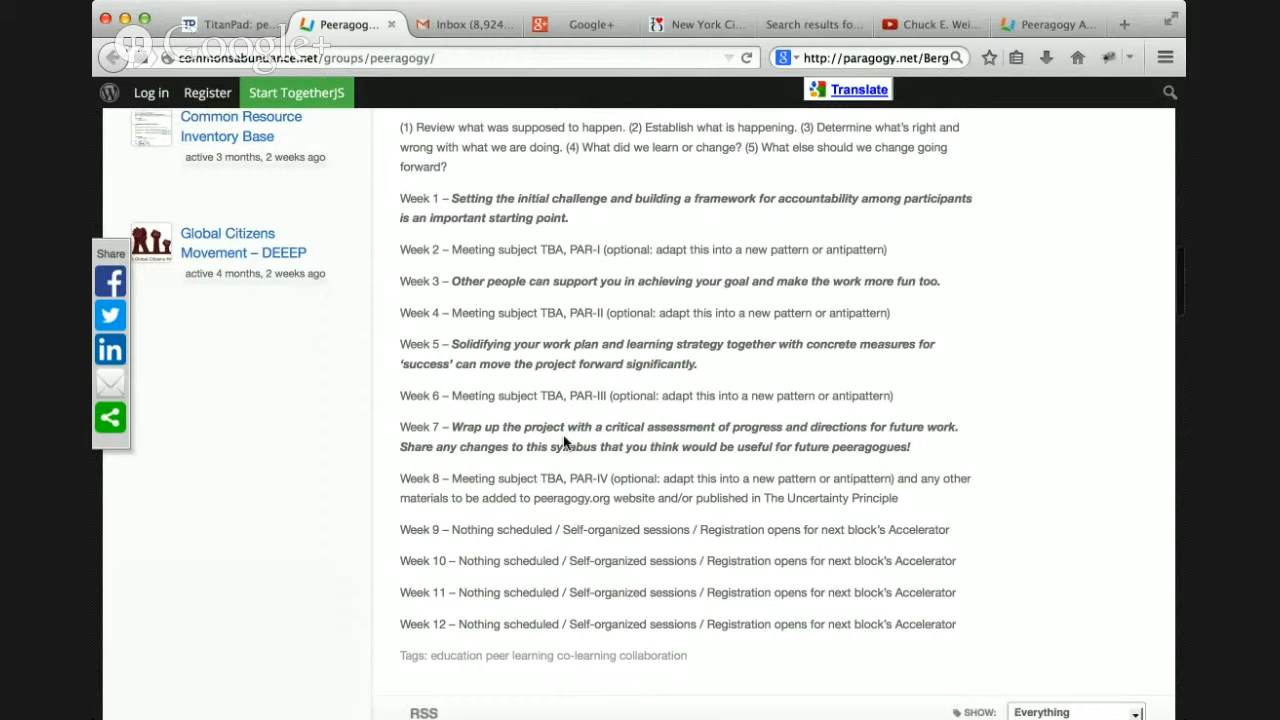 TitanPad: pe...
Peeragog...
Inbox (8,924...
Google+
New York Ci...
Search results fo...
Chuck E. Wei...
Peeragogy A...
Google+
commonsabundance.net/groups/peeragogy/
http://paragogy.net/Berg
Log in
Register
Start TogetherJS
Translate
Common Resource
Inventory Base
active 3 months, 2 weeks ago
Global Citizens
Movement – DEEEP
active 4 months, 2 weeks ago
Share
(1) Review what was supposed to happen. (2) Establish what is happening. (3) Determine what's right and
wrong with what we are doing. (4) What did we learn or change? (5) What else should we change going
forward?
Week 1 – Setting the initial challenge and building a framework for accountability among participants
is an important starting point.
Week 2 – Meeting subject TBA, PAR-I (optional: adapt this into a new pattern or antipattern)
Week 3 – Other people can support you in achieving your goal and make the work more fun too.
Week 4 – Meeting subject TBA, PAR-II (optional: adapt this into a new pattern or antipattern)
Week 5 – Solidifying your work plan and learning strategy together with concrete measures for
‘success’ can move the project forward significantly.
Week 6 – Meeting subject TBA, PAR-III (optional: adapt this into a new pattern or antipattern)
Week 7 – Wrap up the project with a critical assessment of progress and directions for future work.
Share any changes to this syllabus that you think would be useful for future peeragogues!
Week 8 – Meeting subject TBA, PAR-IV (optional: adapt this into a new pattern or antipattern) and any other
materials to be added to peeragogy.org website and/or published in The Uncertainty Principle
Week 9 – Nothing scheduled / Self-organized sessions / Registration opens for next block's Accelerator
Week 10 – Nothing scheduled / Self-organized sessions / Registration opens for next block's Accelerator
Week 11 – Nothing scheduled / Self-organized sessions / Registration opens for next block's Accelerator
Week 12 – Nothing scheduled / Self-organized sessions / Registration opens for next block's Accelerator
Tags: education peer learning co-learning collaboration
RSS
SHOW:
Everything